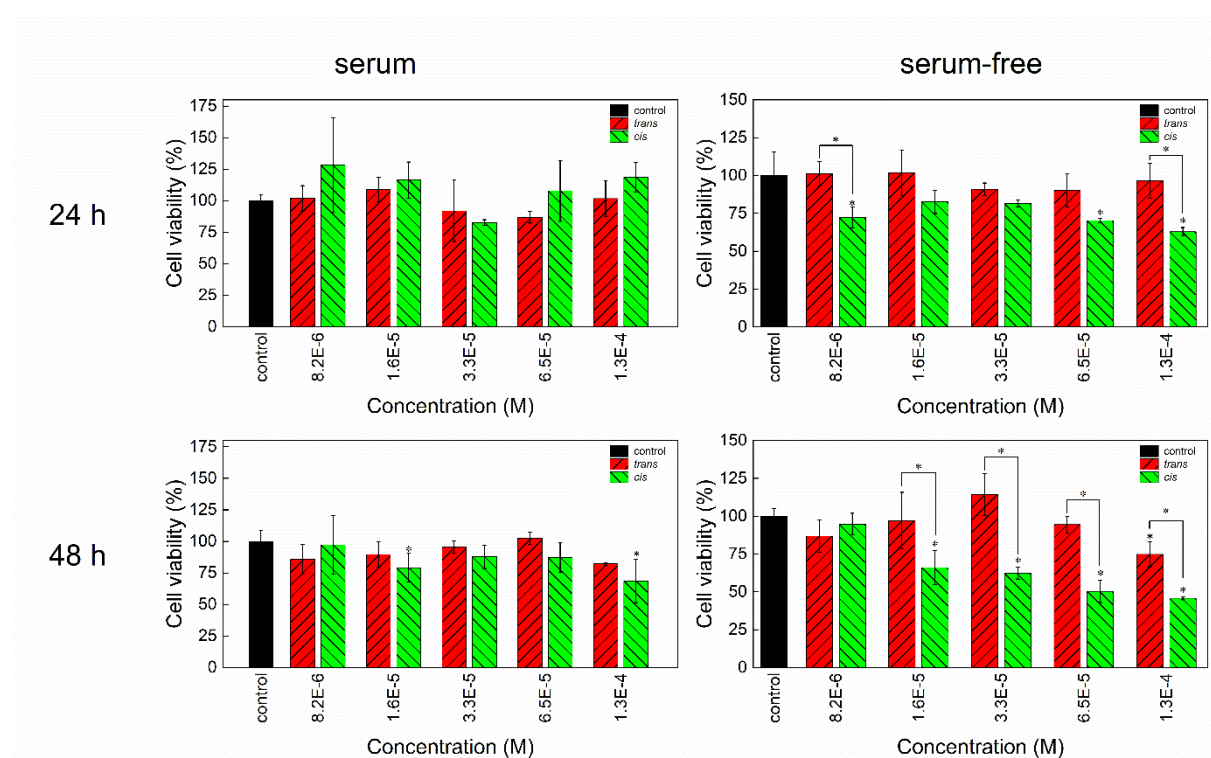 serum
serum-free
24 h
Cell viability (%)
175
150
125
100
75
50
25
0
control
trans
cis
control
8.2E-6
1.6E-5
3.3E-5
6.5E-5
1.3E-4
Concentration (M)
Cell viability (%)
150
125
100
75
50
25
0
control
trans
cis
*
*
*
*
*
control
8.2E-6
1.6E-5
3.3E-5
6.5E-5
1.3E-4
Concentration (M)
48 h
Cell viability (%)
175
150
125
100
75
50
25
0
control
trans
cis
*
*
control
8.2E-6
1.6E-5
3.3E-5
6.5E-5
1.3E-4
Concentration (M)
Cell viability (%)
150
125
100
75
50
25
0
control
trans
cis
*
*
*
*
*
*
*
*
*
control
8.2E-6
1.6E-5
3.3E-5
6.5E-5
1.3E-4
Concentration (M)